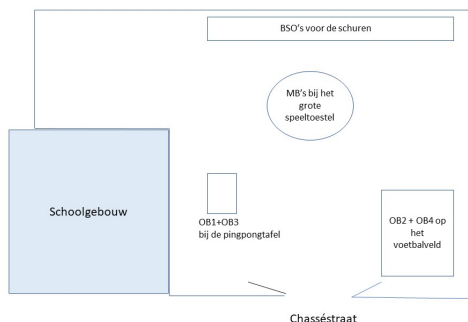 BSO's voor de schuren
MB's bij het
grote
speeltoestel
Schoolgebouw
OB1+OB3
bij de pingpongtafel
OB2 + OB4 op
het
voetbalveld
Chasséstraat